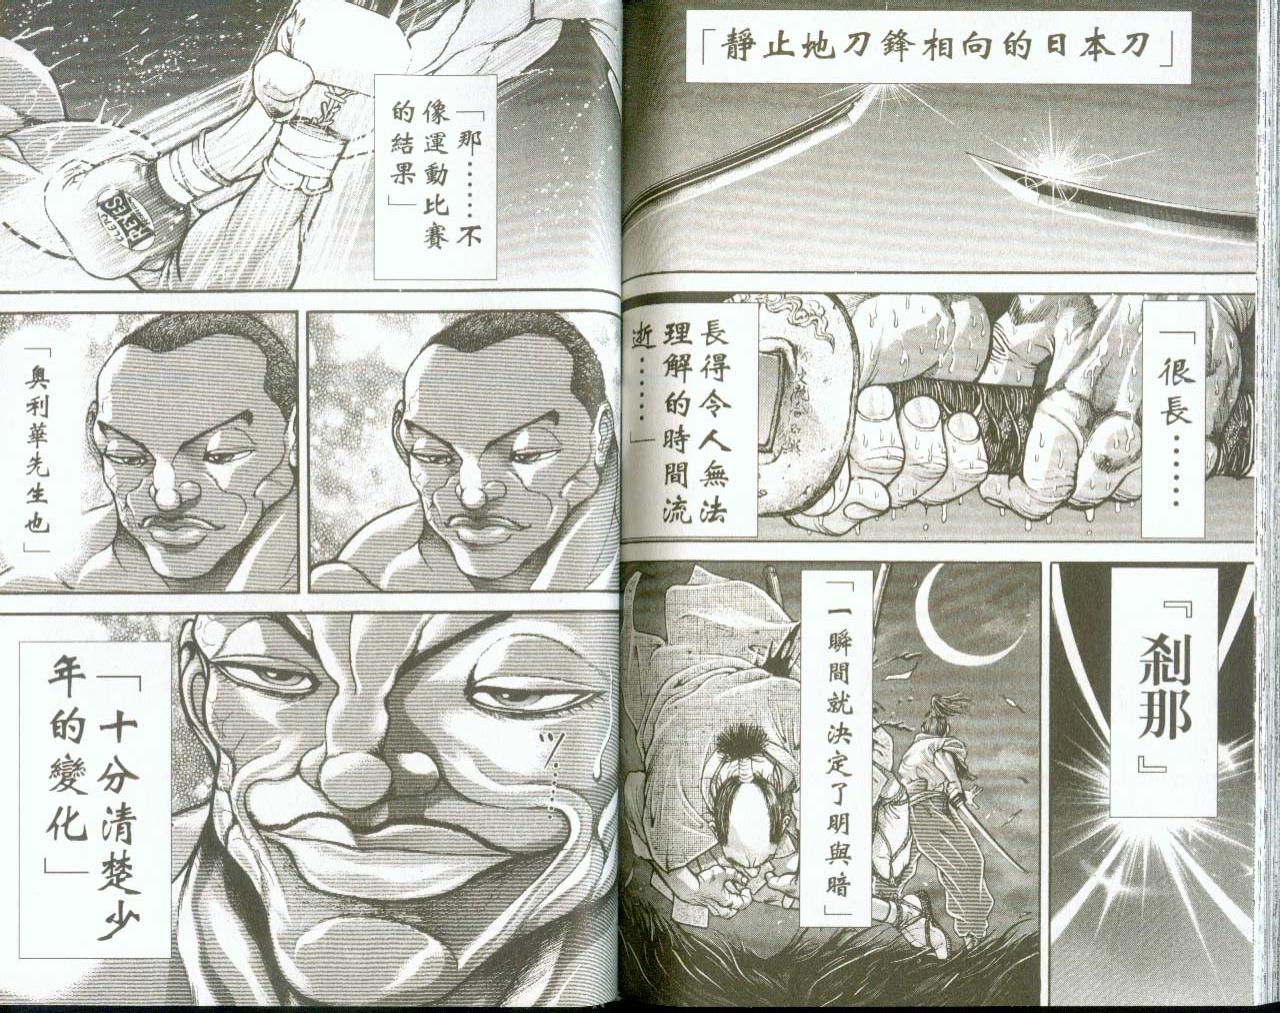 「靜止地刀鋒相向的日本刀」
「很長……
長得令人無法
理解的時間流
逝……」
『剎那』
「一瞬間就決定了明與暗」
「那……不
像運動比賽
的結果」
「奧利華先生也」
「十分清楚少
年的變化」
ツ……
REYES